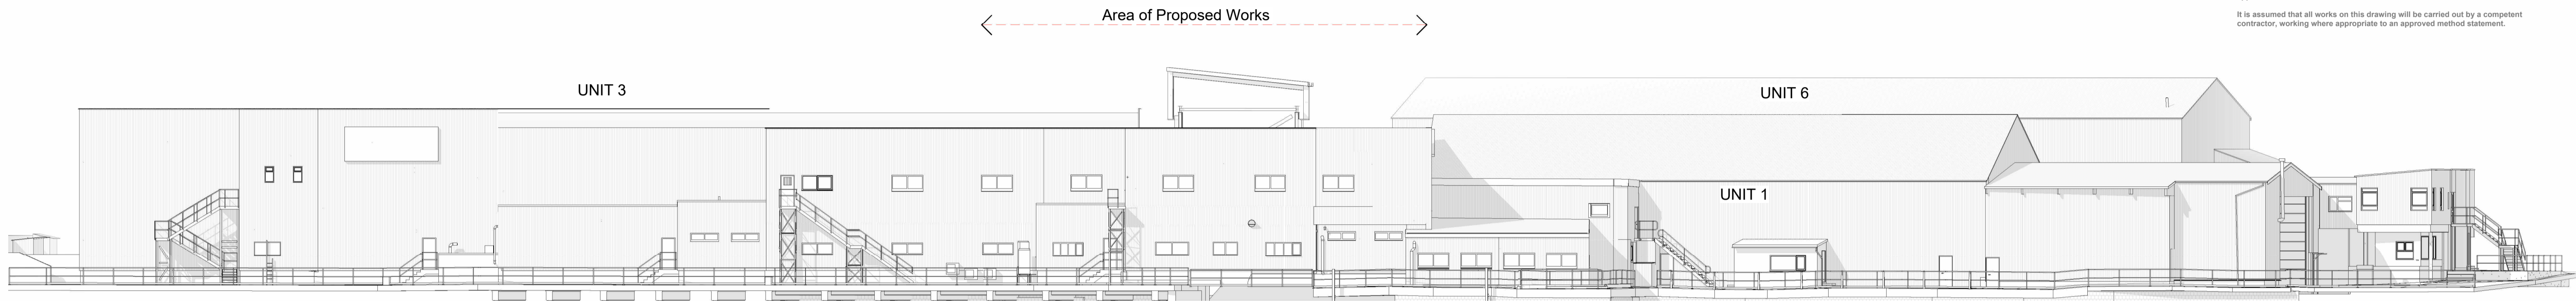 Area of Proposed Works
It is assumed that all works on this drawing will be carried out by a competent
contractor, working where appropriate to an approved method statement.
UNIT 3
UNIT 6
UNIT 1